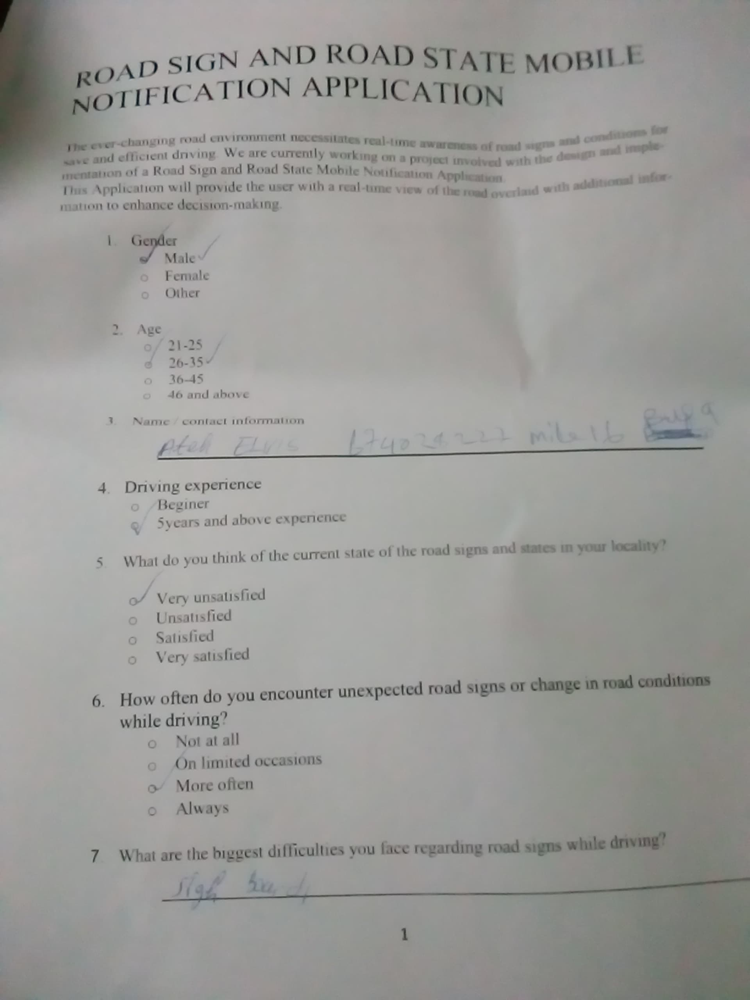 ROAD SIGN AND ROAD STATE MOBILE
NOTIFICATION APPLICATION
The ever-changing road environment necessitates real-time awareness of road signs and conditions for
save and efficient driving. We are currently working on a project involved with the design and imple-
mentation of a Road Sign and Road State Mobile Notification Application.
This Application will provide the user with a real-time view of the road overlaid with additional infor-
mation to enhance decision-making.
1. Gender
Male
Female
Other
2. Age
21-25
26-35
36-45
46 and above
3. Name / contact information
Elvis mile 16
4. Driving experience
Beginer
5years and above experience
5. What do you think of the current state of the road signs and states in your locality?
Very unsatisfied
Unsatisfied
Satisfied
Very satisfied
6. How often do you encounter unexpected road signs or change in road conditions
while driving?
Not at all
On limited occasions
More often
Always
7. What are the biggest difficulties you face regarding road signs while driving?
1